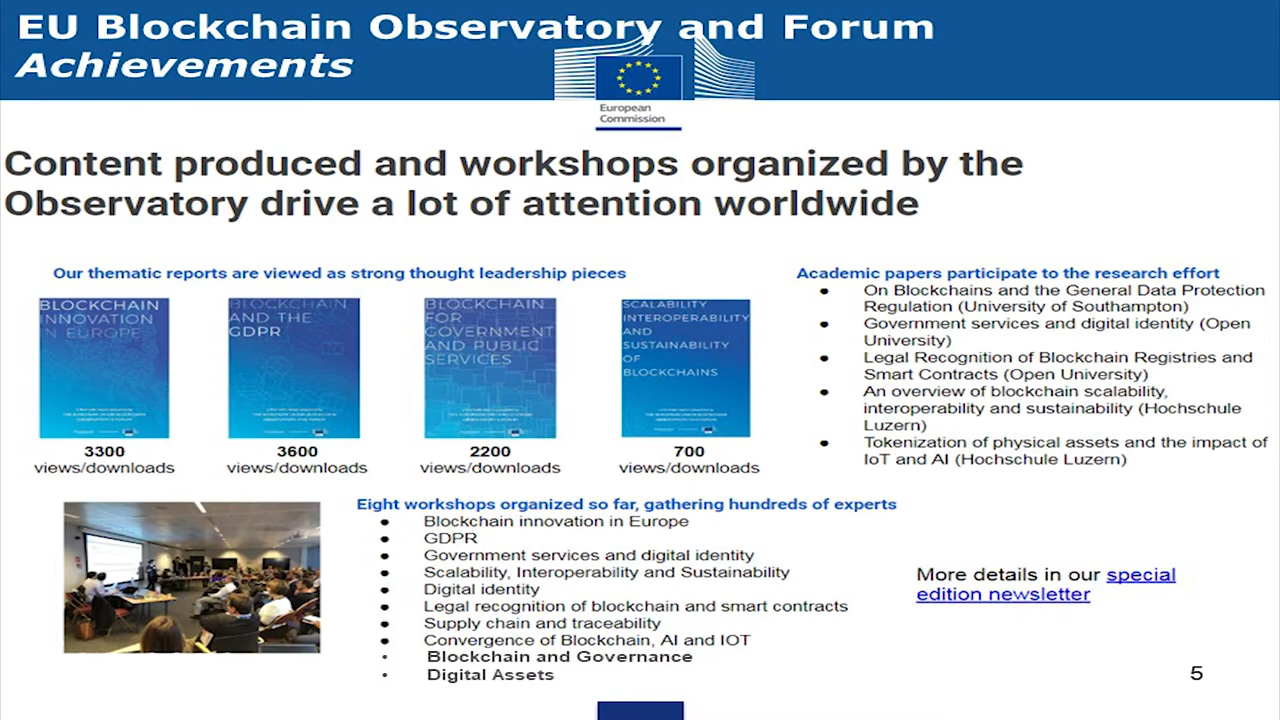 EU Blockchain Observatory and Forum
Achievements
European
Commission
Content produced and workshops organized by the
Observatory drive a lot of attention worldwide
Our thematic reports are viewed as strong thought leadership pieces
BLOCKCHAIN
INNOVATION
IN EUROPE
3300
views/downloads
BLOCKCHAIN
AND THE
GDPR
3600
views/downloads
BLOCKCHAIN
FOR
GOVERNMENT
AND PUBLIC
SERVICES
2200
views/downloads
SCALABILITY
INTEROPERABILITY
AND
SUSTAINABILITY
OF
BLOCKCHAINS
700
views/downloads
Academic papers participate to the research effort
● On Blockchains and the General Data Protection
Regulation (University of Southampton)
● Government services and digital identity (Open
University)
● Legal Recognition of Blockchain Registries and
Smart Contracts (Open University)
● An overview of blockchain scalability,
interoperability and sustainability (Hochschule
Luzern)
● Tokenization of physical assets and the impact of
IoT and AI (Hochschule Luzern)
Eight workshops organized so far, gathering hundreds of experts
● Blockchain innovation in Europe
● GDPR
● Government services and digital identity
● Scalability, Interoperability and Sustainability
● Digital identity
● Legal recognition of blockchain and smart contracts
● Supply chain and traceability
● Convergence of Blockchain, AI and IOT
• Blockchain and Governance
• Digital Assets
More details in our special
edition newsletter
5